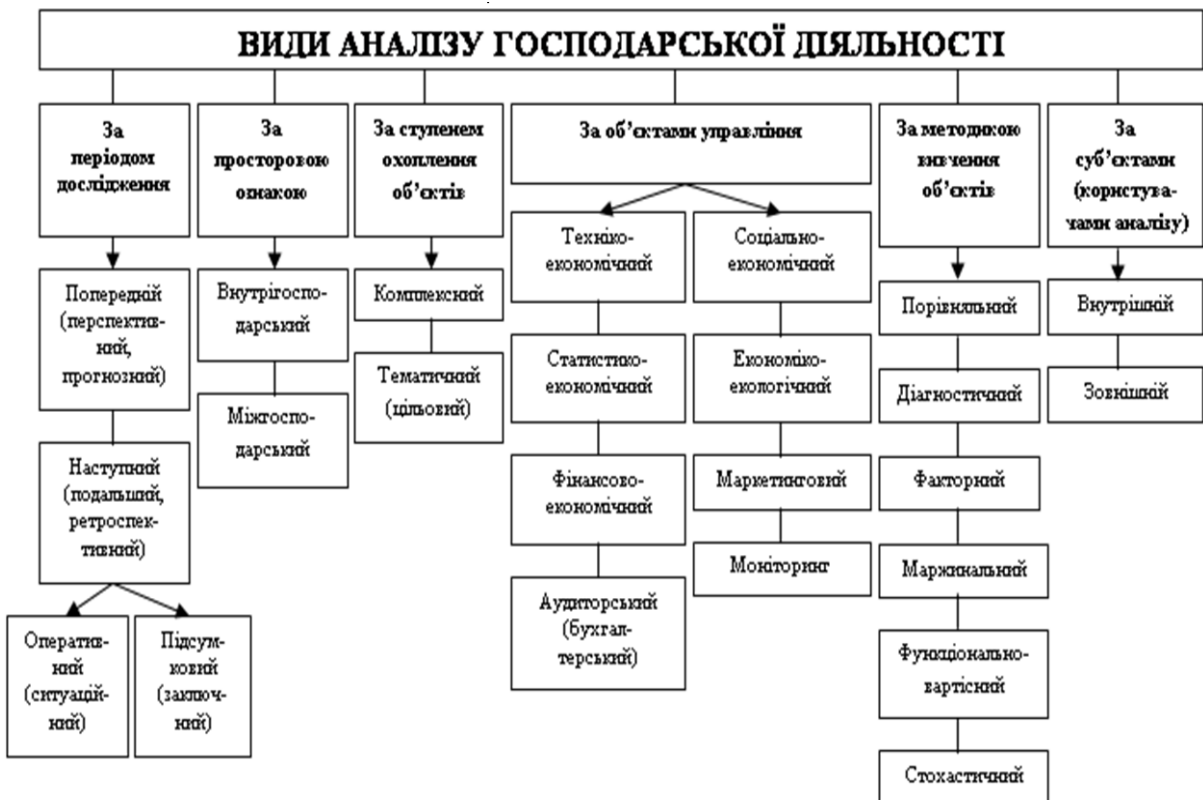 ВИДИ АНАЛІЗУ ГОСПОДАРСЬКОЇ ДІЯЛЬНОСТІ
За
періодом
дослідження
Попередній
(перспектив-
ний,
прогнозний)
Наступний
(подальший,
ретроспек-
тивний)
Оператив-
ний
(ситуацій-
ний)
Підсум-
ковий
(заключ-
ний)
За
просторовою
ознакою
Внутрігоспо-
дарський
Міжгоспо-
дарський
За ступенем
охоплення
об’єктів
Комплексний
Тематичний
(цільовий)
За об’єктами управління
Техніко-
економічний
Статистико-
економічний
Фінансово-
економічний
Аудиторський
(бухгал-
терський)
Соціально-
економічний
Економіко-
екологічний
Маркетинговий
Моніторинг
За методикою
вивчення
об’єктів
Порівняльний
Діагностичний
Факторний
Маржинальний
Функціонально-
вартісний
Стохастичний
За
суб’єктами
(користува-
чами аналізу)
Внутрішній
Зовнішній